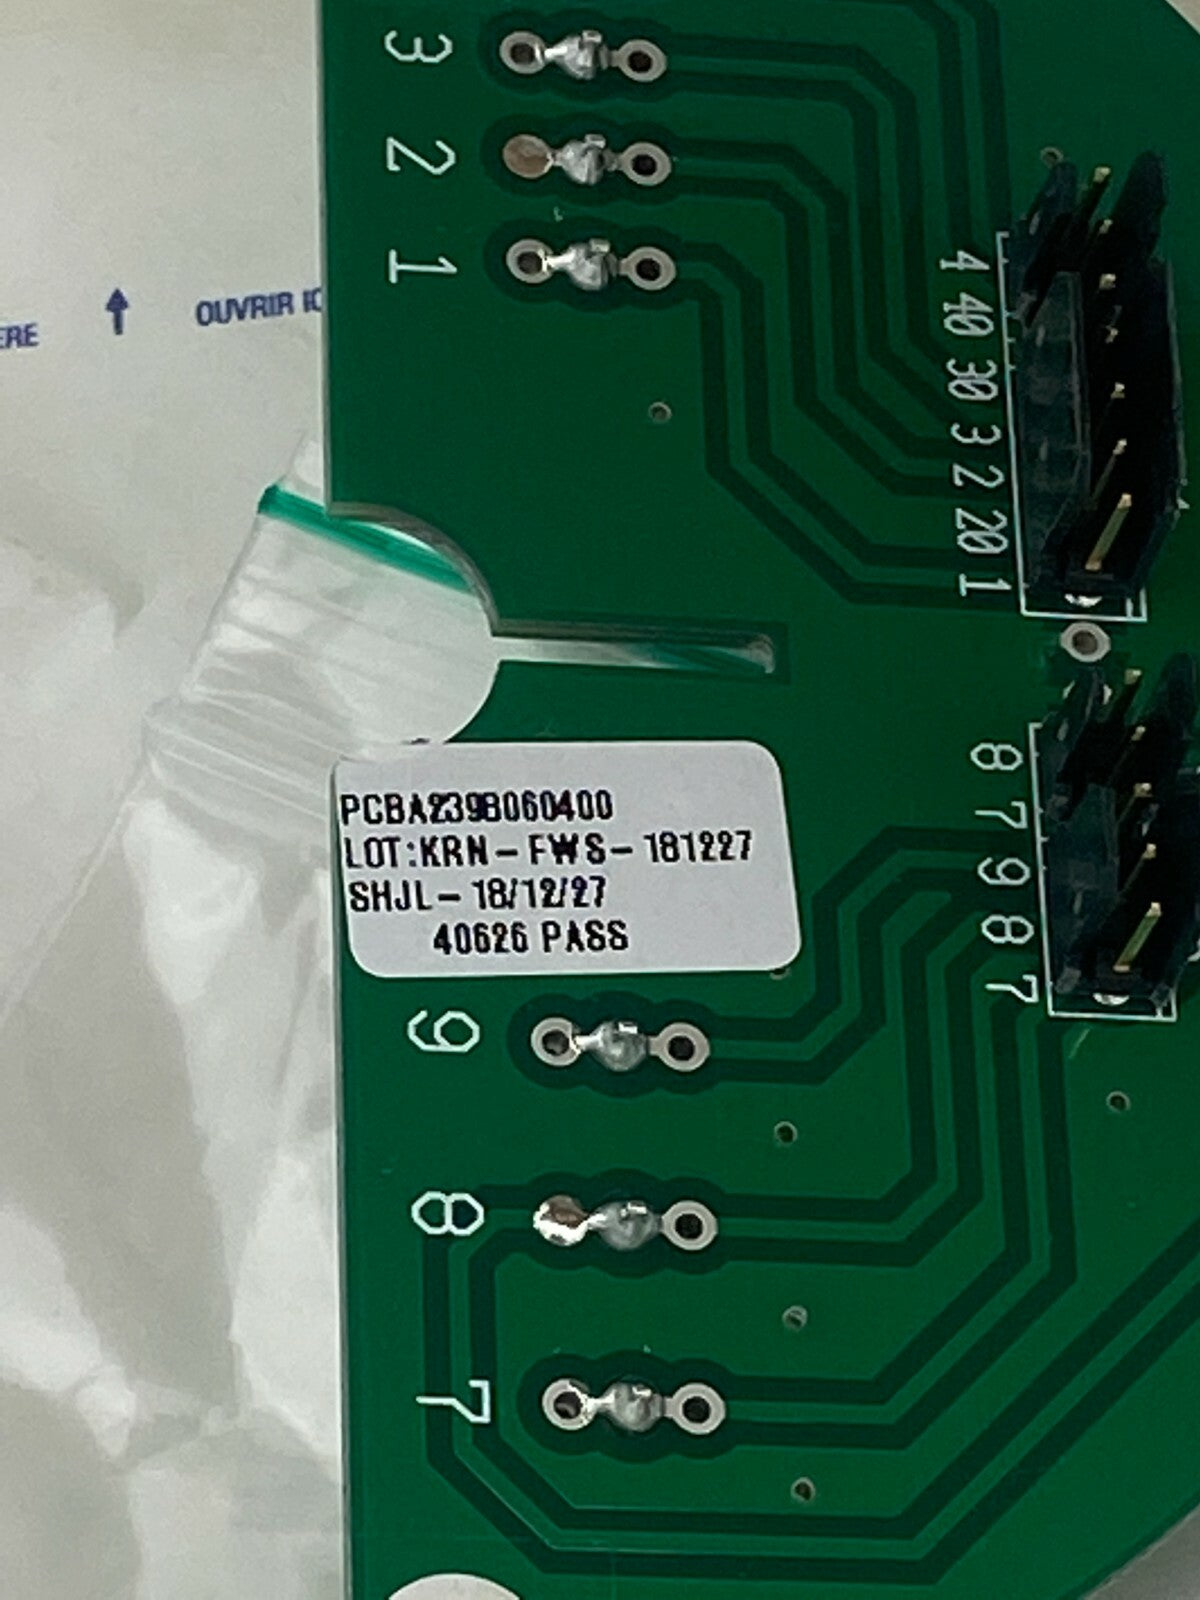 3
2
1
OUVRIR IC
ERE
4 40 30 3 2 20 1
8 7 9 8 7
PCBA239B060400
LOT:KRN-FWS-181227
SHJL-18/12/27
40626 PASS
9
8
7